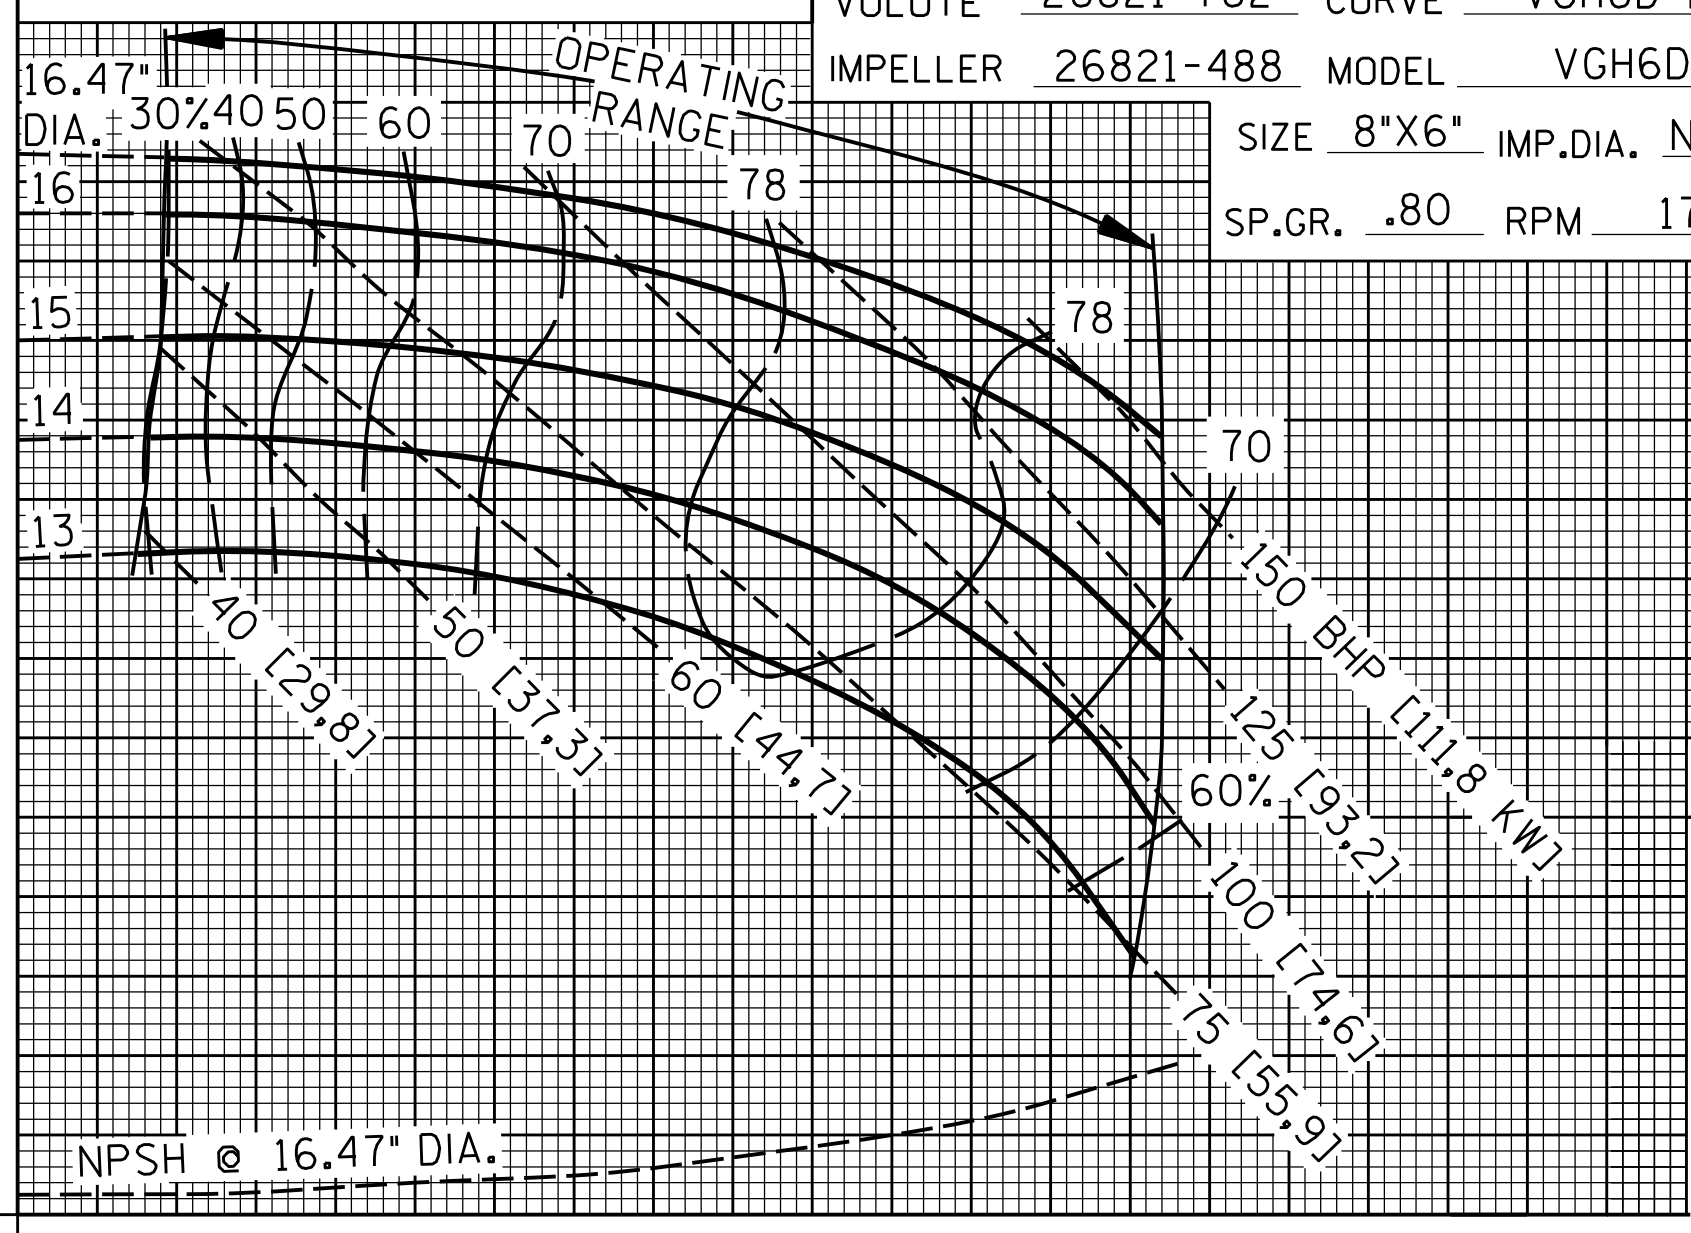 VOLUTE
CURVE
IMPELLER 26821-488 MODEL VGH6D
SIZE 8"X6" IMP.DIA.
SP.GR. .80 RPM
OPERATING
RANGE
16.47"
DIA.
30% 40 50 60 70 78
16
15
14
13
78
70
60%
40 [29,8]
50 [37,3]
60 [44,7]
150 BHP [111,8 KW]
125 [93,2]
100 [74,6]
75 [55,9]
NPSH @ 16.47" DIA.